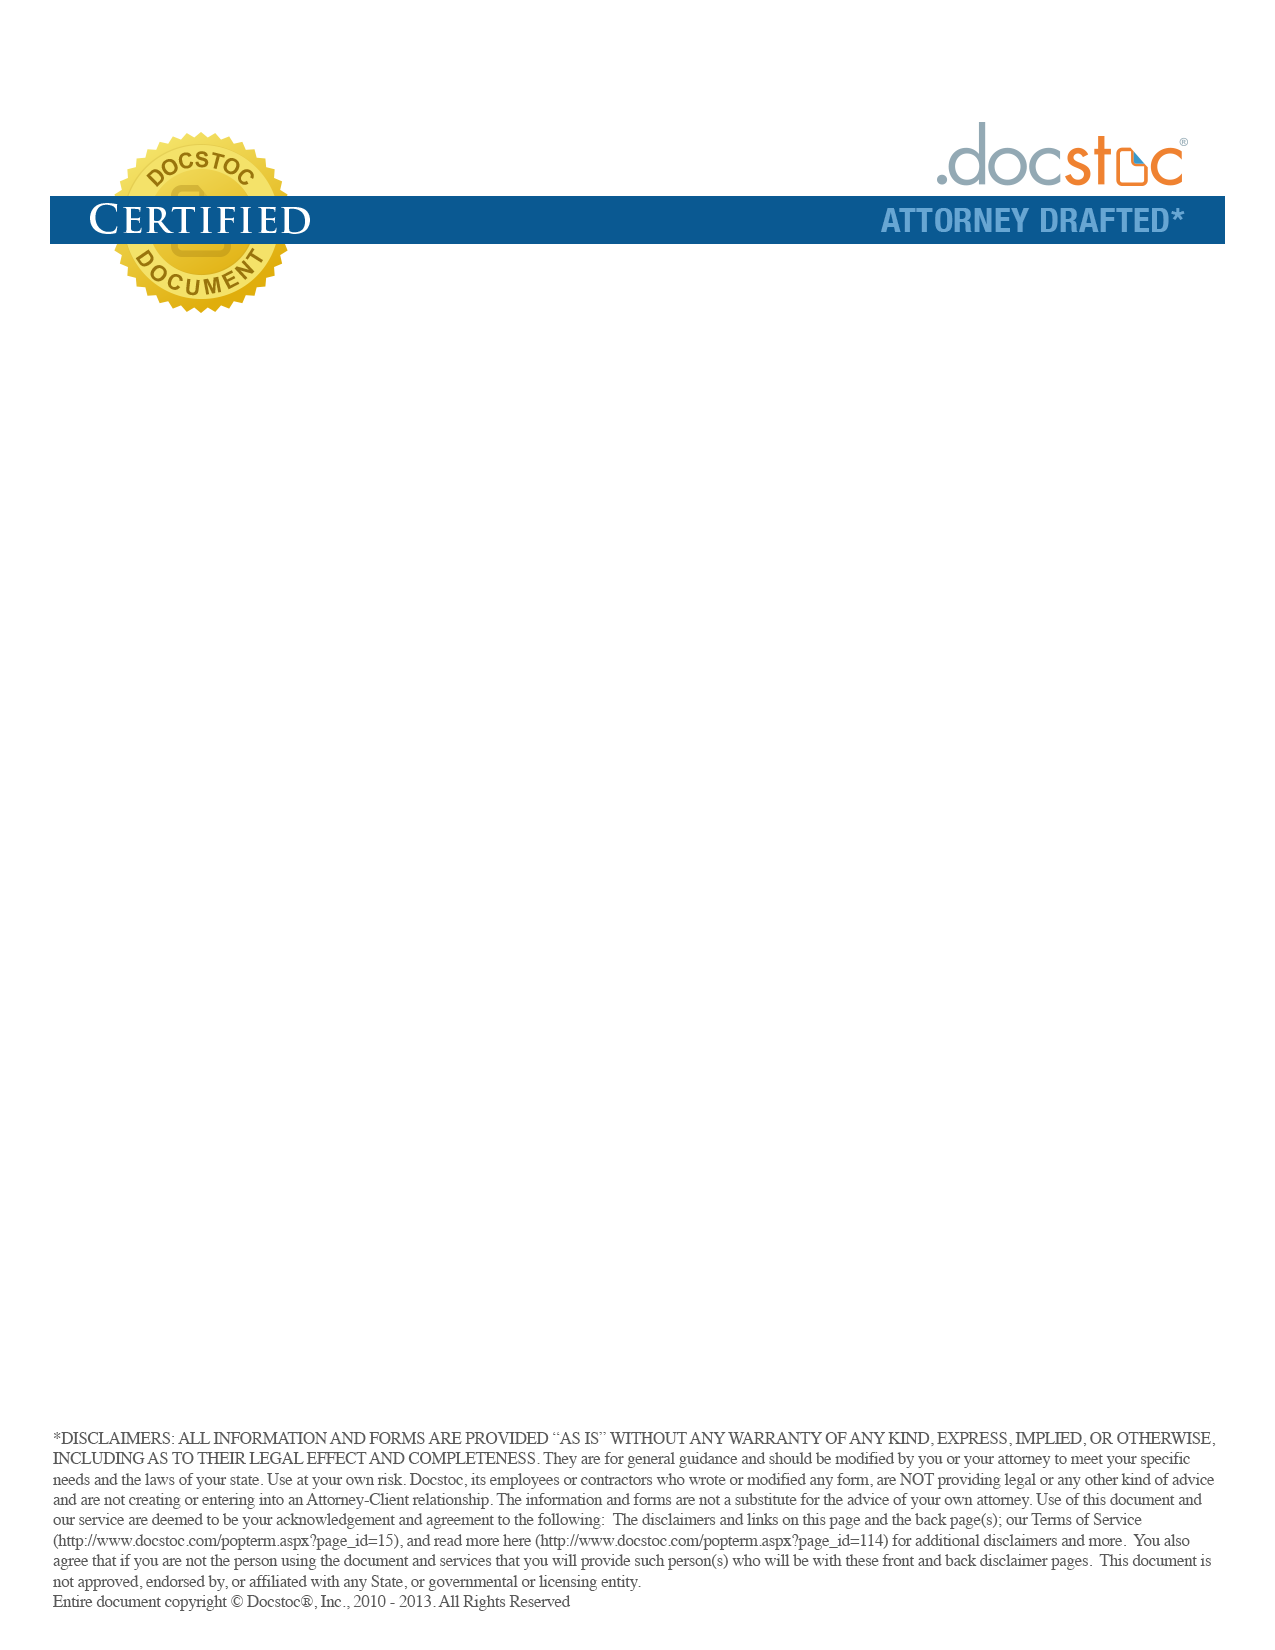 .docstoc®
DOCSTOC
CERTIFIED
ATTORNEY DRAFTED*
DOCUMENT
*DISCLAIMERS: ALL INFORMATION AND FORMS ARE PROVIDED “AS IS” WITHOUT ANY WARRANTY OF ANY KIND, EXPRESS, IMPLIED, OR OTHERWISE,
INCLUDING AS TO THEIR LEGAL EFFECT AND COMPLETENESS. They are for general guidance and should be modified by you or your attorney to meet your specific
needs and the laws of your state. Use at your own risk. Docstoc, its employees or contractors who wrote or modified any form, are NOT providing legal or any other kind of advice
and are not creating or entering into an Attorney-Client relationship. The information and forms are not a substitute for the advice of your own attorney. Use of this document and
our service are deemed to be your acknowledgement and agreement to the following:  The disclaimers and links on this page and the back page(s); our Terms of Service
(http://www.docstoc.com/popterm.aspx?page_id=15), and read more here (http://www.docstoc.com/popterm.aspx?page_id=114) for additional disclaimers and more.  You also
agree that if you are not the person using the document and services that you will provide such person(s) who will be with these front and back disclaimer pages.  This document is
not approved, endorsed by, or affiliated with any State, or governmental or licensing entity.
Entire document copyright © Docstoc®, Inc., 2010 - 2013. All Rights Reserved